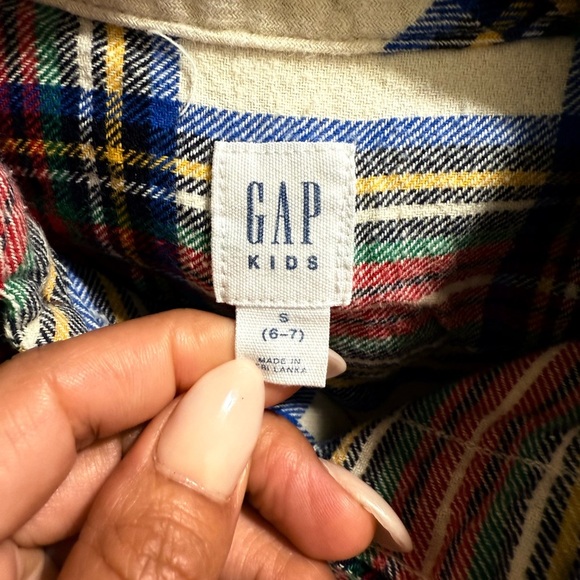 GAP
KIDS
S
(6-7)
MADE IN
SRI LANKA